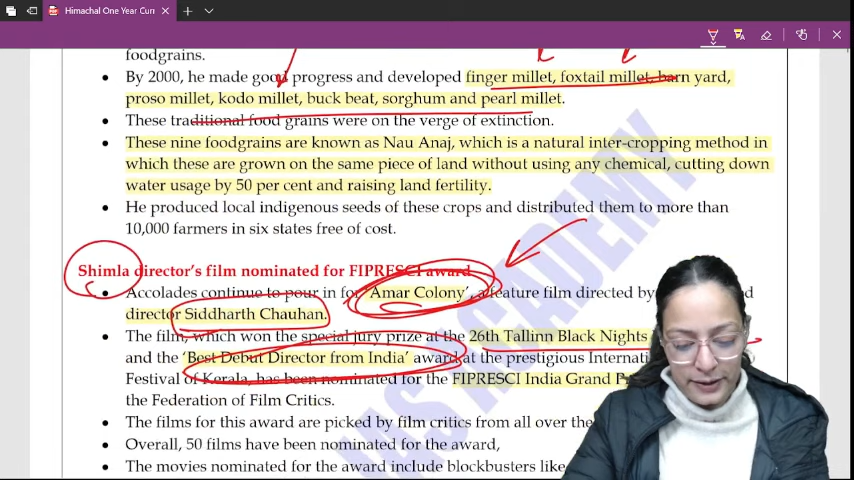 Himachal One Year Curr
foodgrains.
• By 2000, he made good progress and developed finger millet, foxtail millet, barn yard,
proso millet, kodo millet, buck beat, sorghum and pearl millet.
• These traditional food grains were on the verge of extinction.
• These nine foodgrains are known as Nau Anaj, which is a natural inter-cropping method in
which these are grown on the same piece of land without using any chemical, cutting down
water usage by 50 per cent and raising land fertility.
• He produced local indigenous seeds of these crops and distributed them to more than
10,000 farmers in six states free of cost.
Shimla director's film nominated for FIPRESCI award
• Accolades continue to pour in for 'Amar Colony', a feature film directed by
director Siddharth Chauhan.
• The film, which won the special jury prize at the 26th Tallinn Black Nights
and the 'Best Debut Director from India' award at the prestigious Internati
Festival of Kerala, has been nominated for the FIPRESCI India Grand P
the Federation of Film Critics.
• The films for this award are picked by film critics from all over the
• Overall, 50 films have been nominated for the award,
• The movies nominated for the award include blockbusters like
IAS ACADEMY